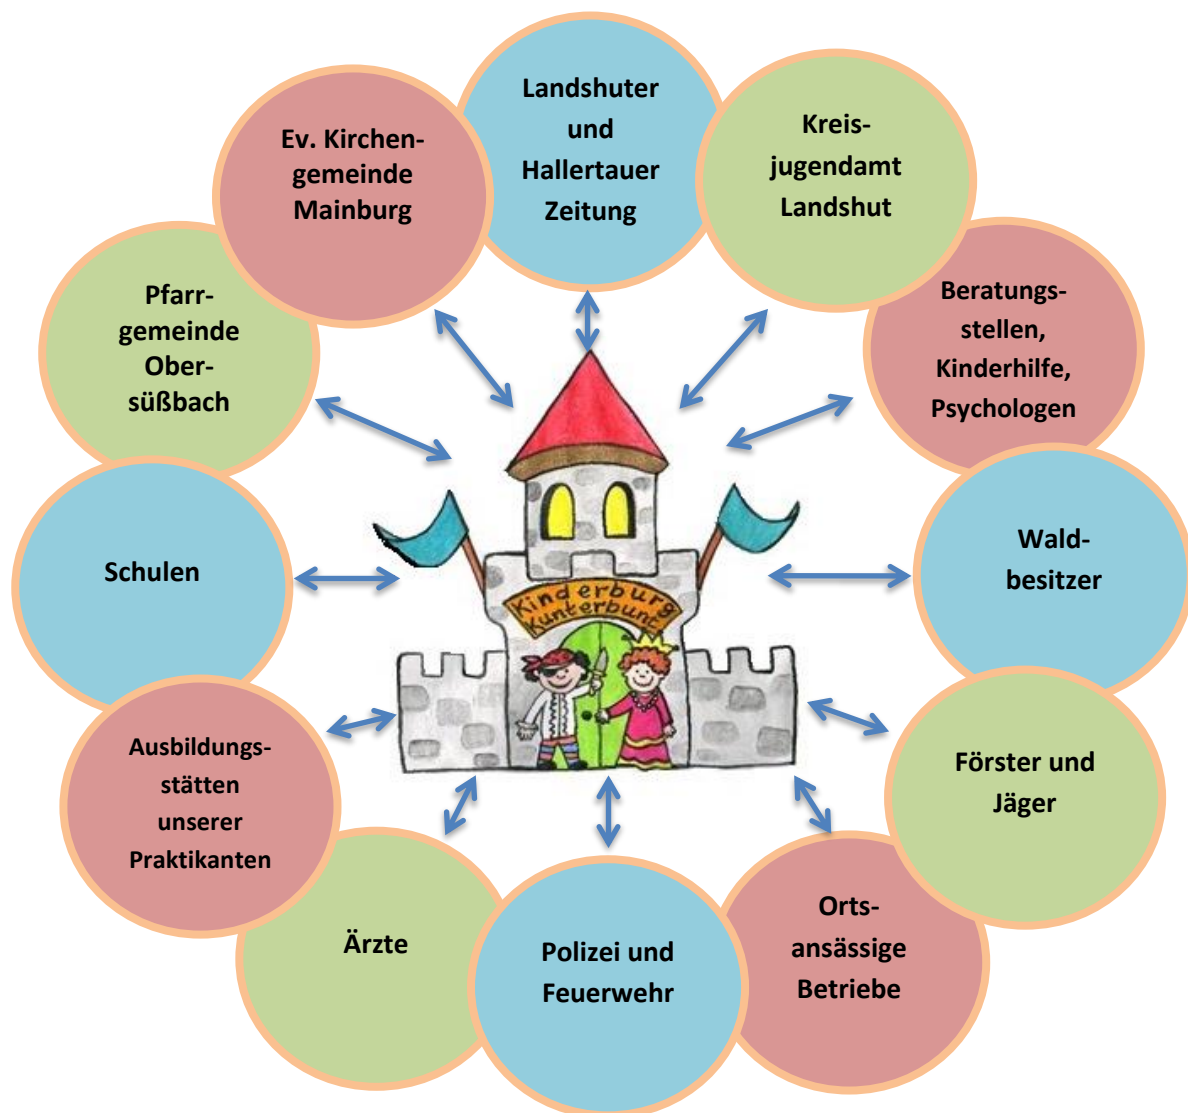 Landshuter
und
Hallertauer
Zeitung
Kreis-
jugendamt
Landshut
Beratungs-
stellen,
Kinderhilfe,
Psychologen
Wald-
besitzer
Förster und
Jäger
Orts-
ansässige
Betriebe
Polizei und
Feuerwehr
Ärzte
Ausbildungs-
stätten
unserer
Praktikanten
Schulen
Pfarr-
gemeinde
Ober-
süßbach
Ev. Kirchen-
gemeinde
Mainburg
Kinderburg
Kunterbunt